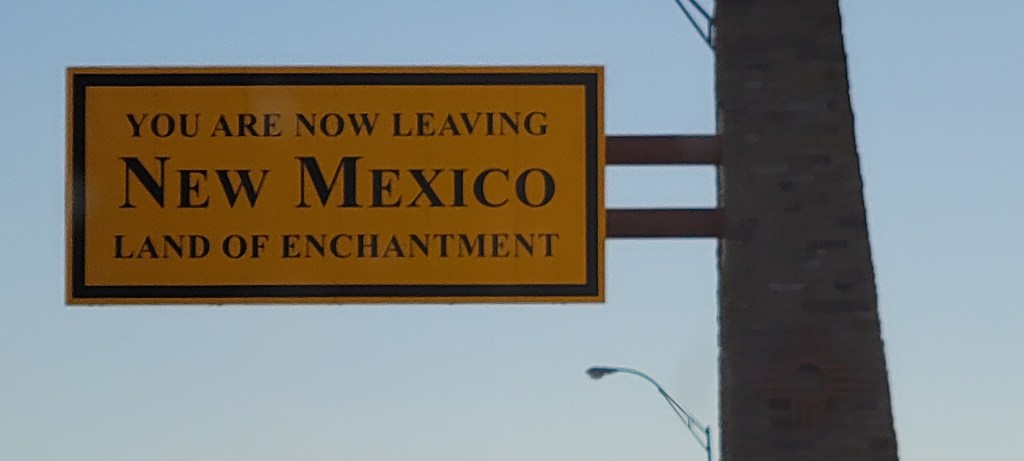 YOU ARE NOW LEAVING
NEW MEXICO
LAND OF ENCHANTMENT